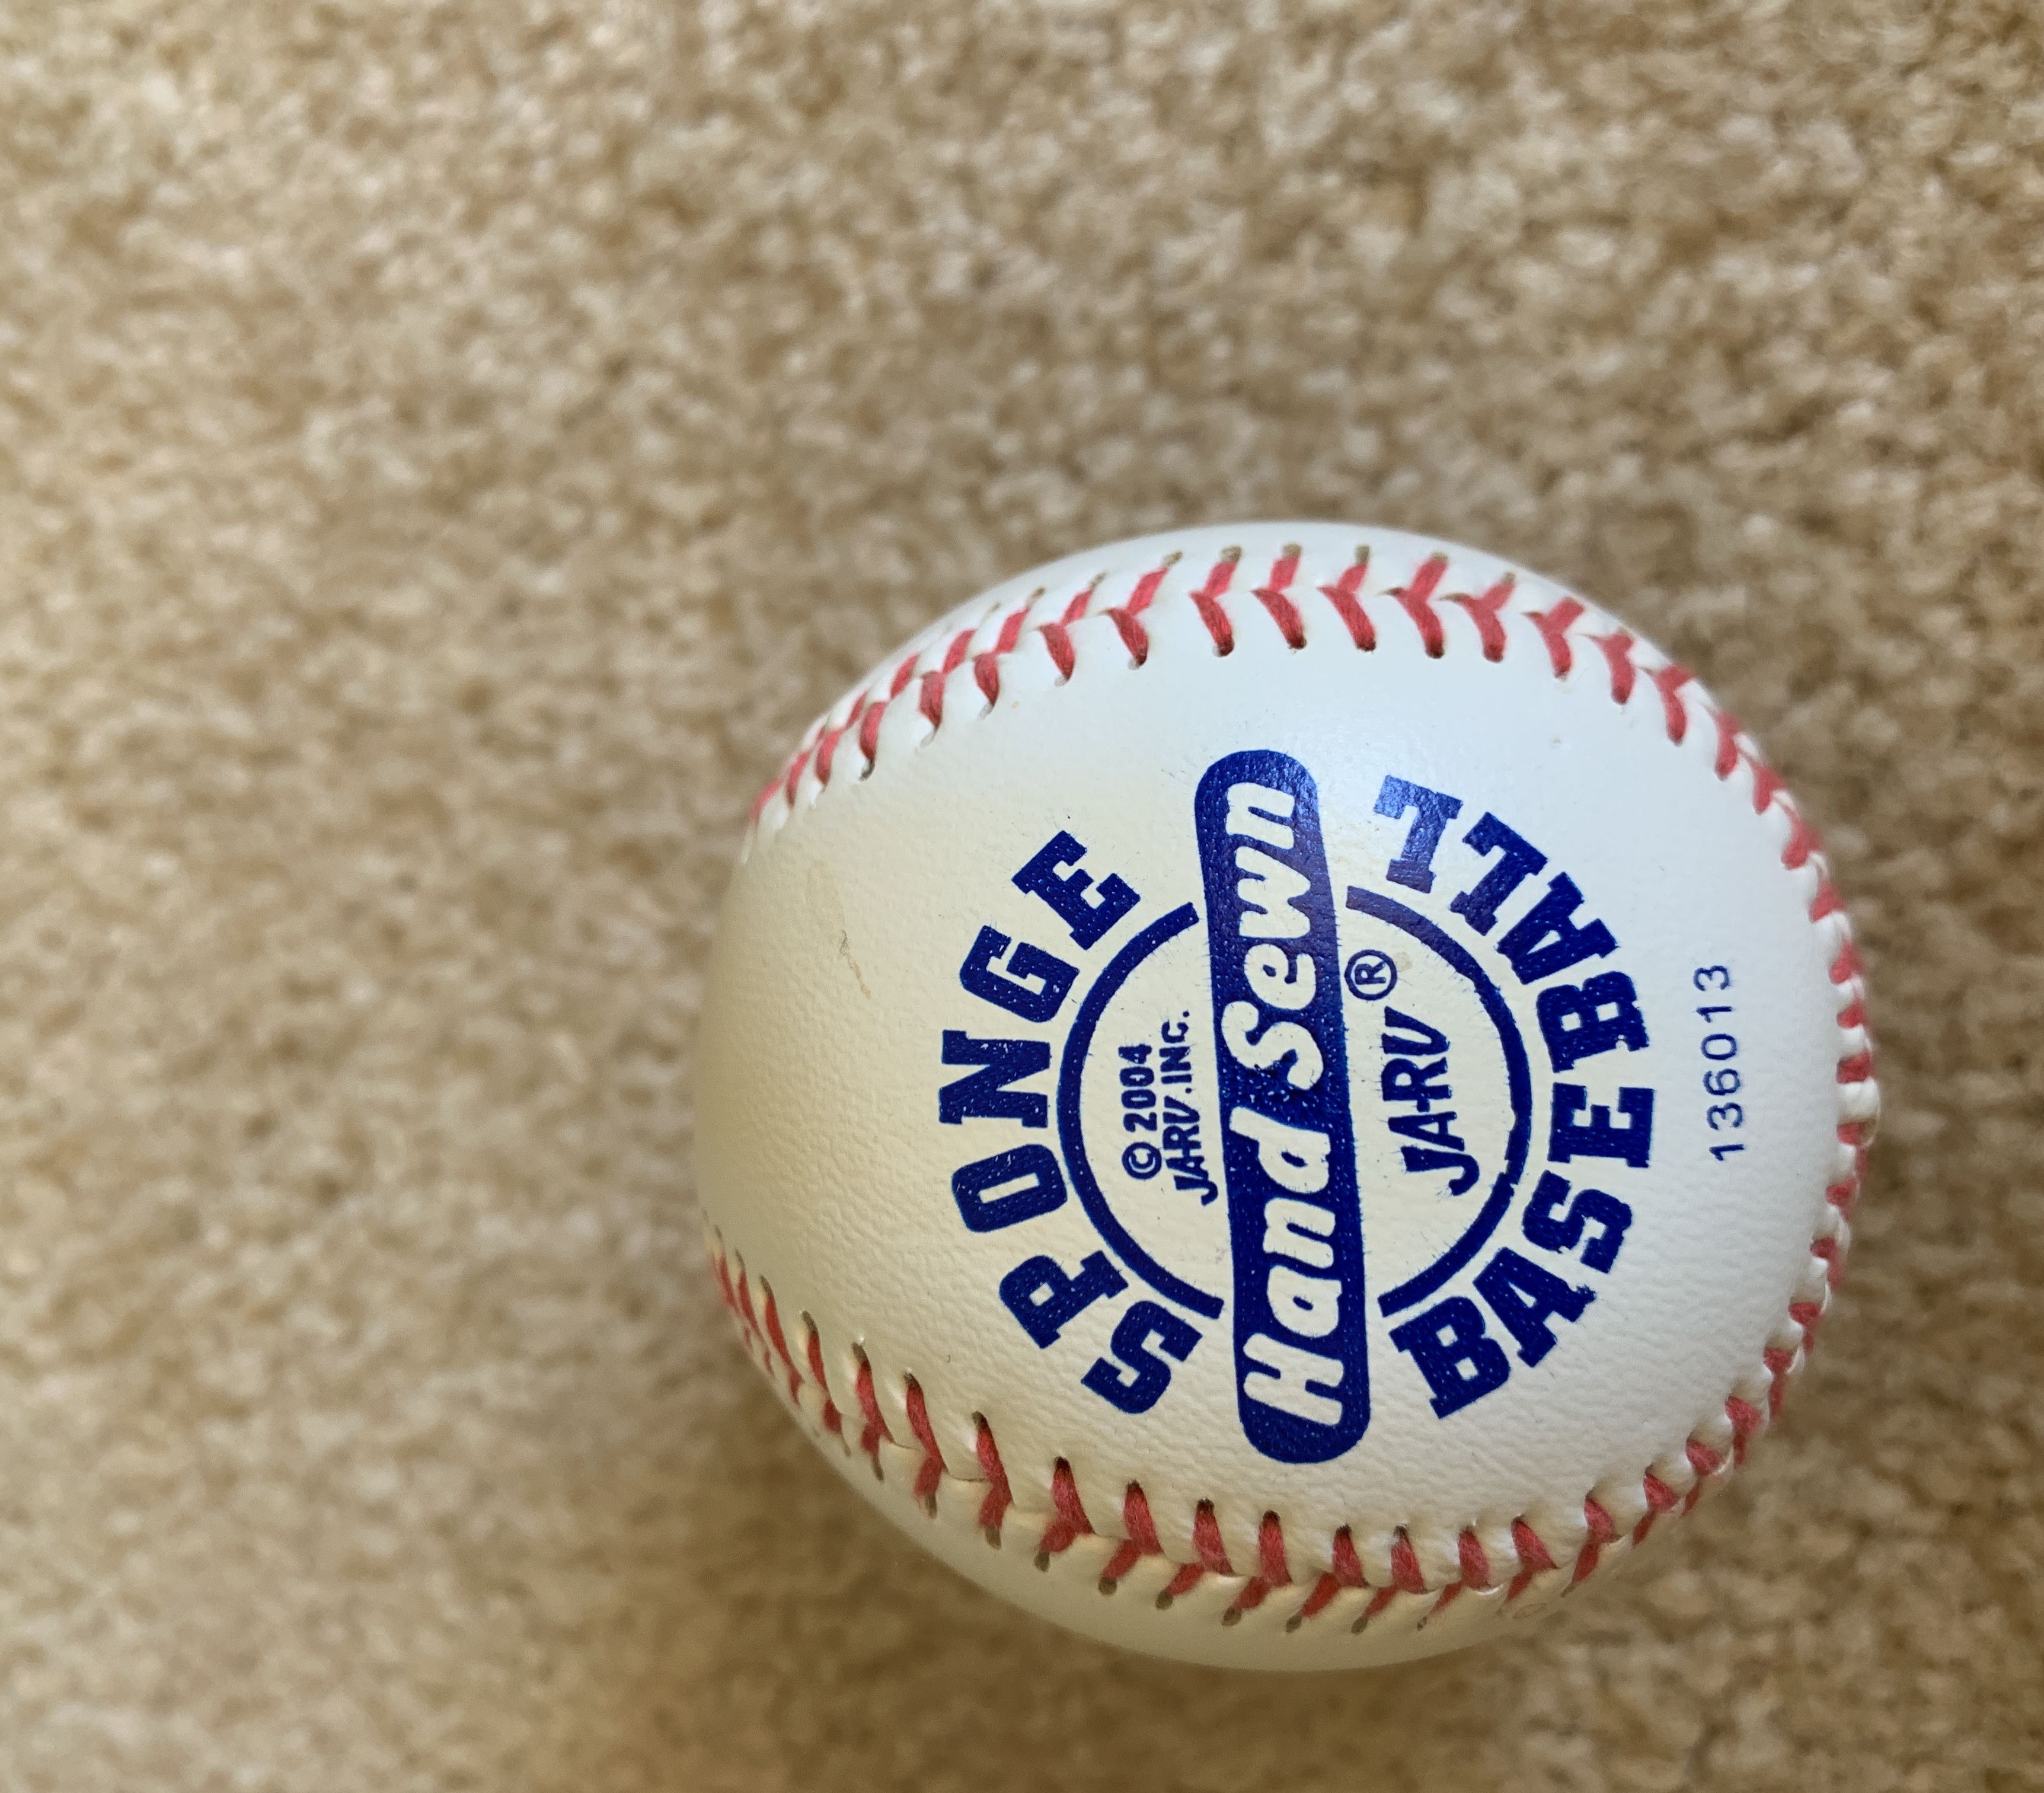 SPONGE
© 2004
JA-RU, INC.
Hand Sewn
JA-RU®
BASEBALL
136013